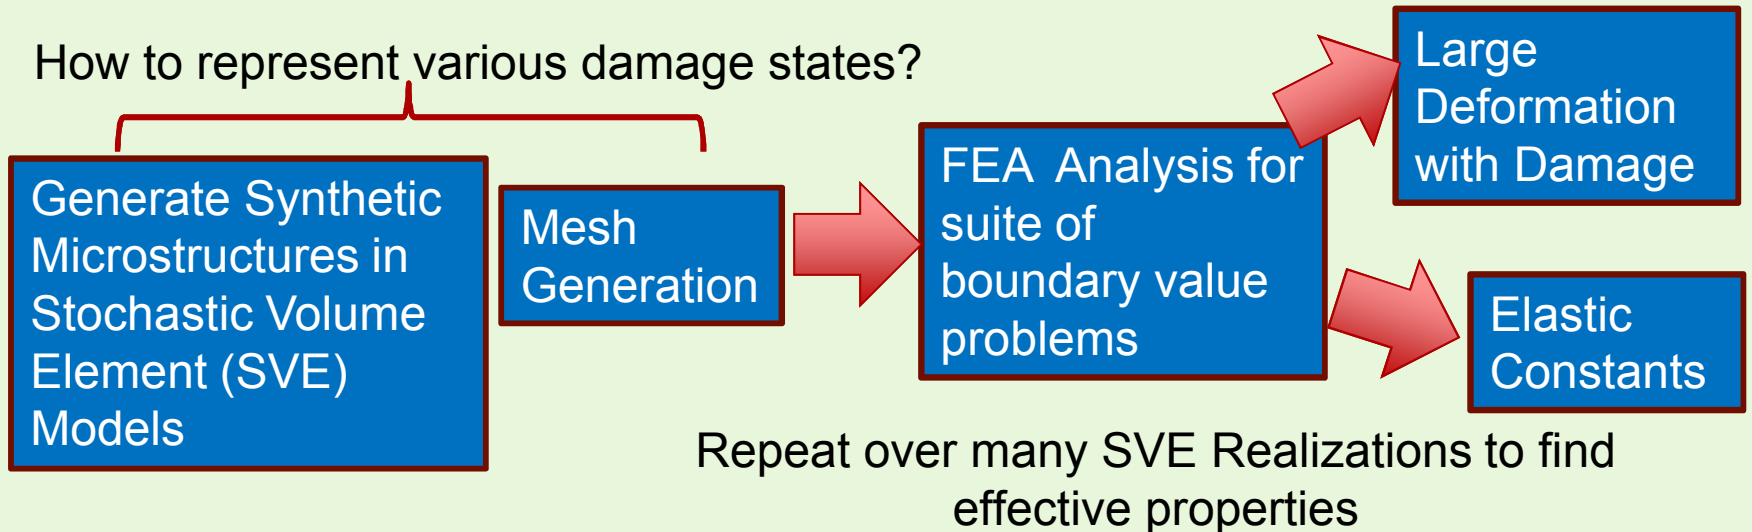 How to represent various damage states?
Generate Synthetic
Microstructures in
Stochastic Volume
Element (SVE)
Models
Mesh
Generation
FEA Analysis for
suite of
boundary value
problems
Large
Deformation
with Damage
Elastic
Constants
Repeat over many SVE Realizations to find
effective properties